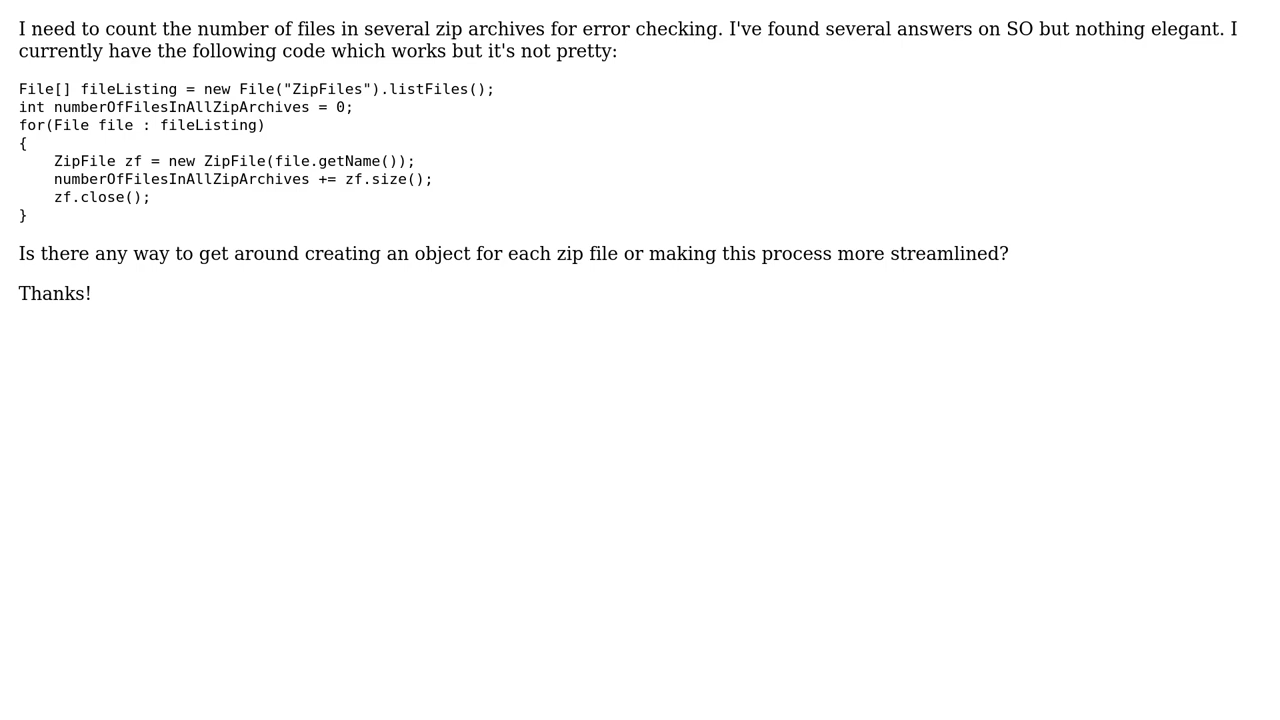 I need to count the number of files in several zip archives for error checking. I've found several answers on SO but nothing elegant. I
currently have the following code which works but it's not pretty:
File[] fileListing = new File("ZipFiles").listFiles();
int numberOfFilesInAllZipArchives = 0;
for(File file : fileListing)
{
    ZipFile zf = new ZipFile(file.getName());
    numberOfFilesInAllZipArchives += zf.size();
    zf.close();
}
Is there any way to get around creating an object for each zip file or making this process more streamlined?
Thanks!